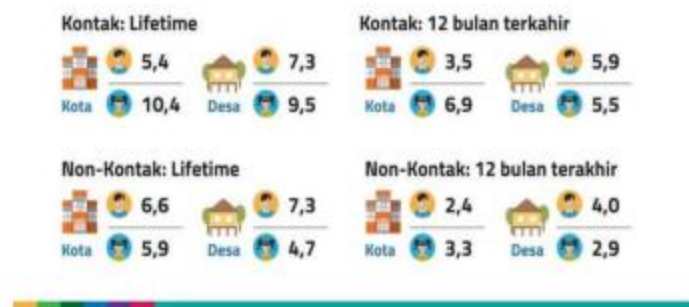 Kontak: Lifetime
5,4
7,3
Kota 10,4 Desa 9,5
Kontak: 12 bulan terkahir
3,5
5,9
Kota 6,9 Desa 5,5
Non-Kontak: Lifetime
6,6
7,3
Kota 5,9 Desa 4,7
Non-Kontak: 12 bulan terakhir
2,4
4,0
Kota 3,3 Desa 2,9